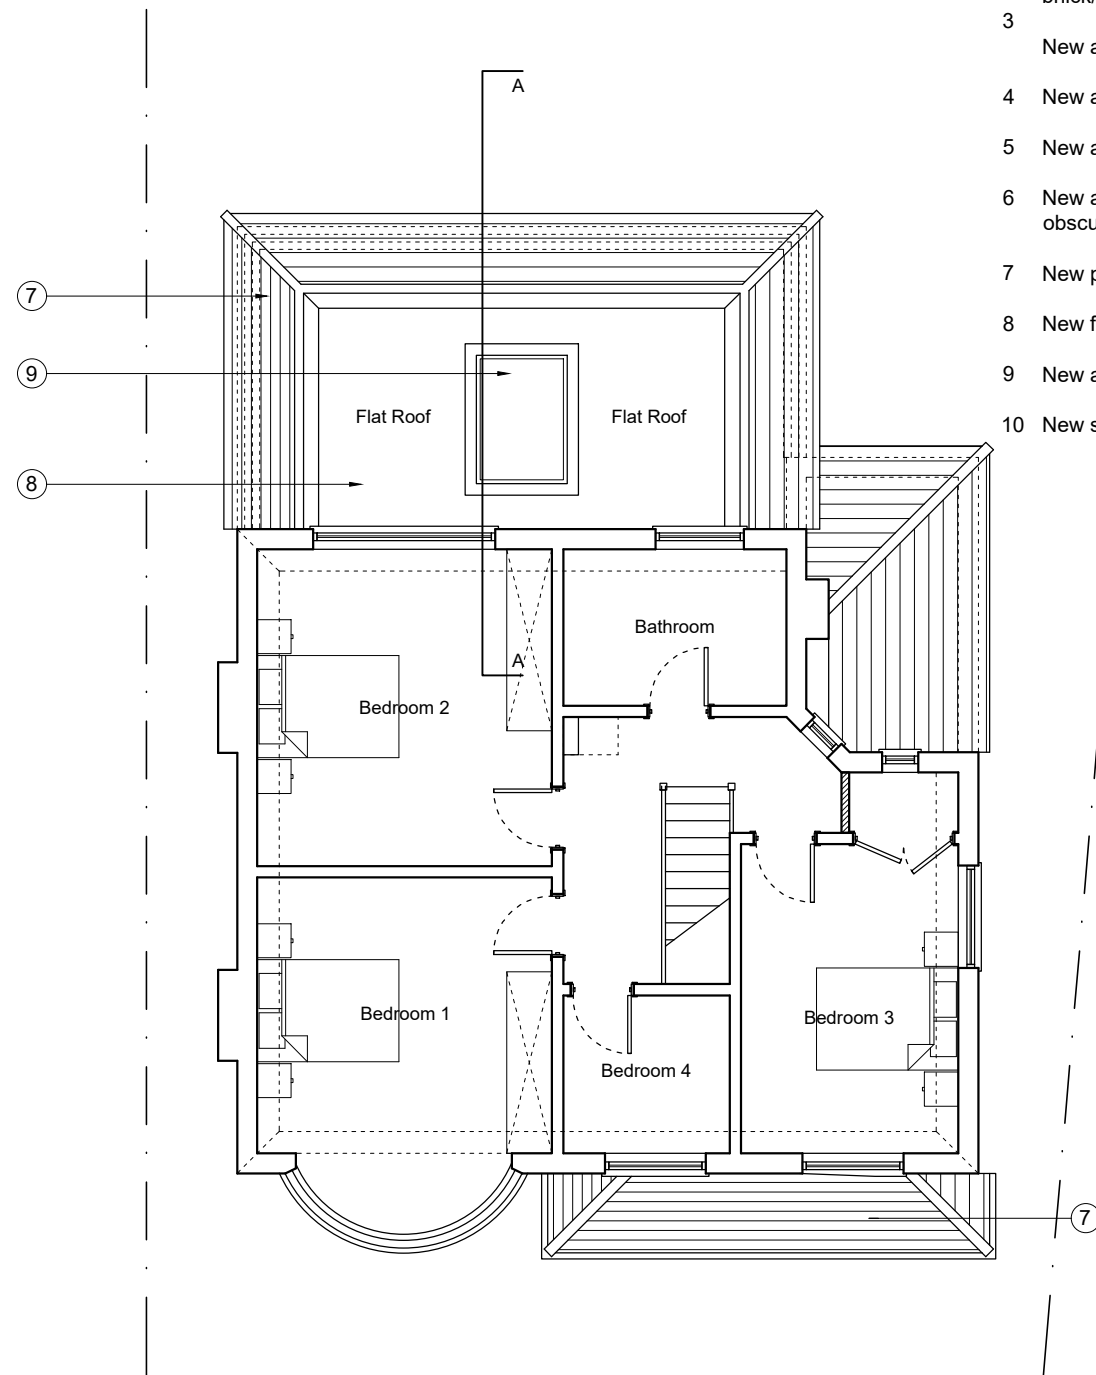 3
New a
4 New a
5 New a
6 New a
obscu
7 New p
8 New f
9 New a
10 New s
A
7
9
Flat Roof Flat Roof
8
Bathroom
A
Bedroom 2
Bedroom 1
Bedroom 3
Bedroom 4
7